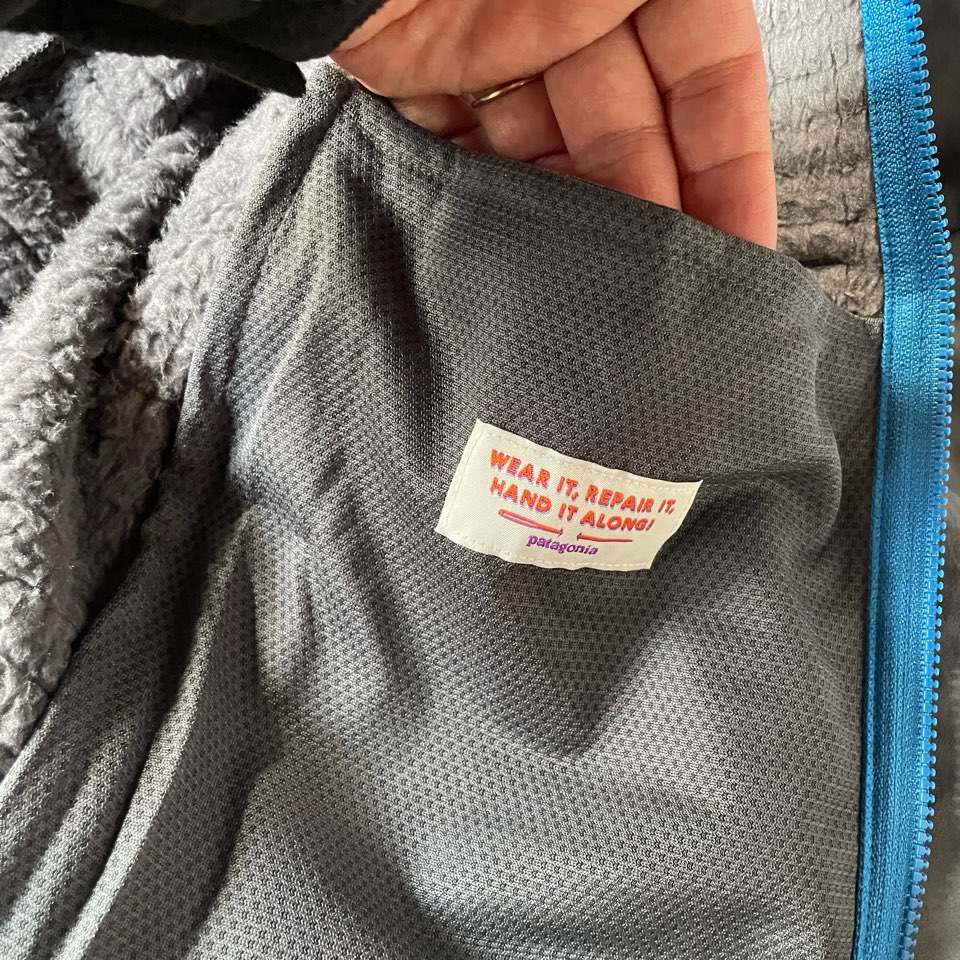 WEAR IT, REPAIR IT,
HAND IT ALONG!
patagonia